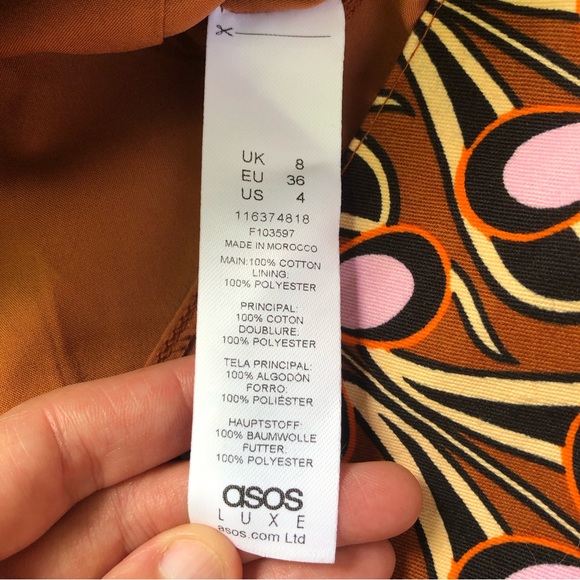 UK 8
EU 36
US 4
116374818
F103597
MADE IN MOROCCO
MAIN:100% COTTON
LINING:
100% POLYESTER
PRINCIPAL:
100% COTON
DOUBLURE:
100% POLYESTER
TELA PRINCIPAL:
100% ALGODÓN
FORRO:
100% POLIÉSTER
HAUPTSTOFF:
100% BAUMWOLLE
FUTTER:
100% POLYESTER
asos
LUXE
asos.com Ltd